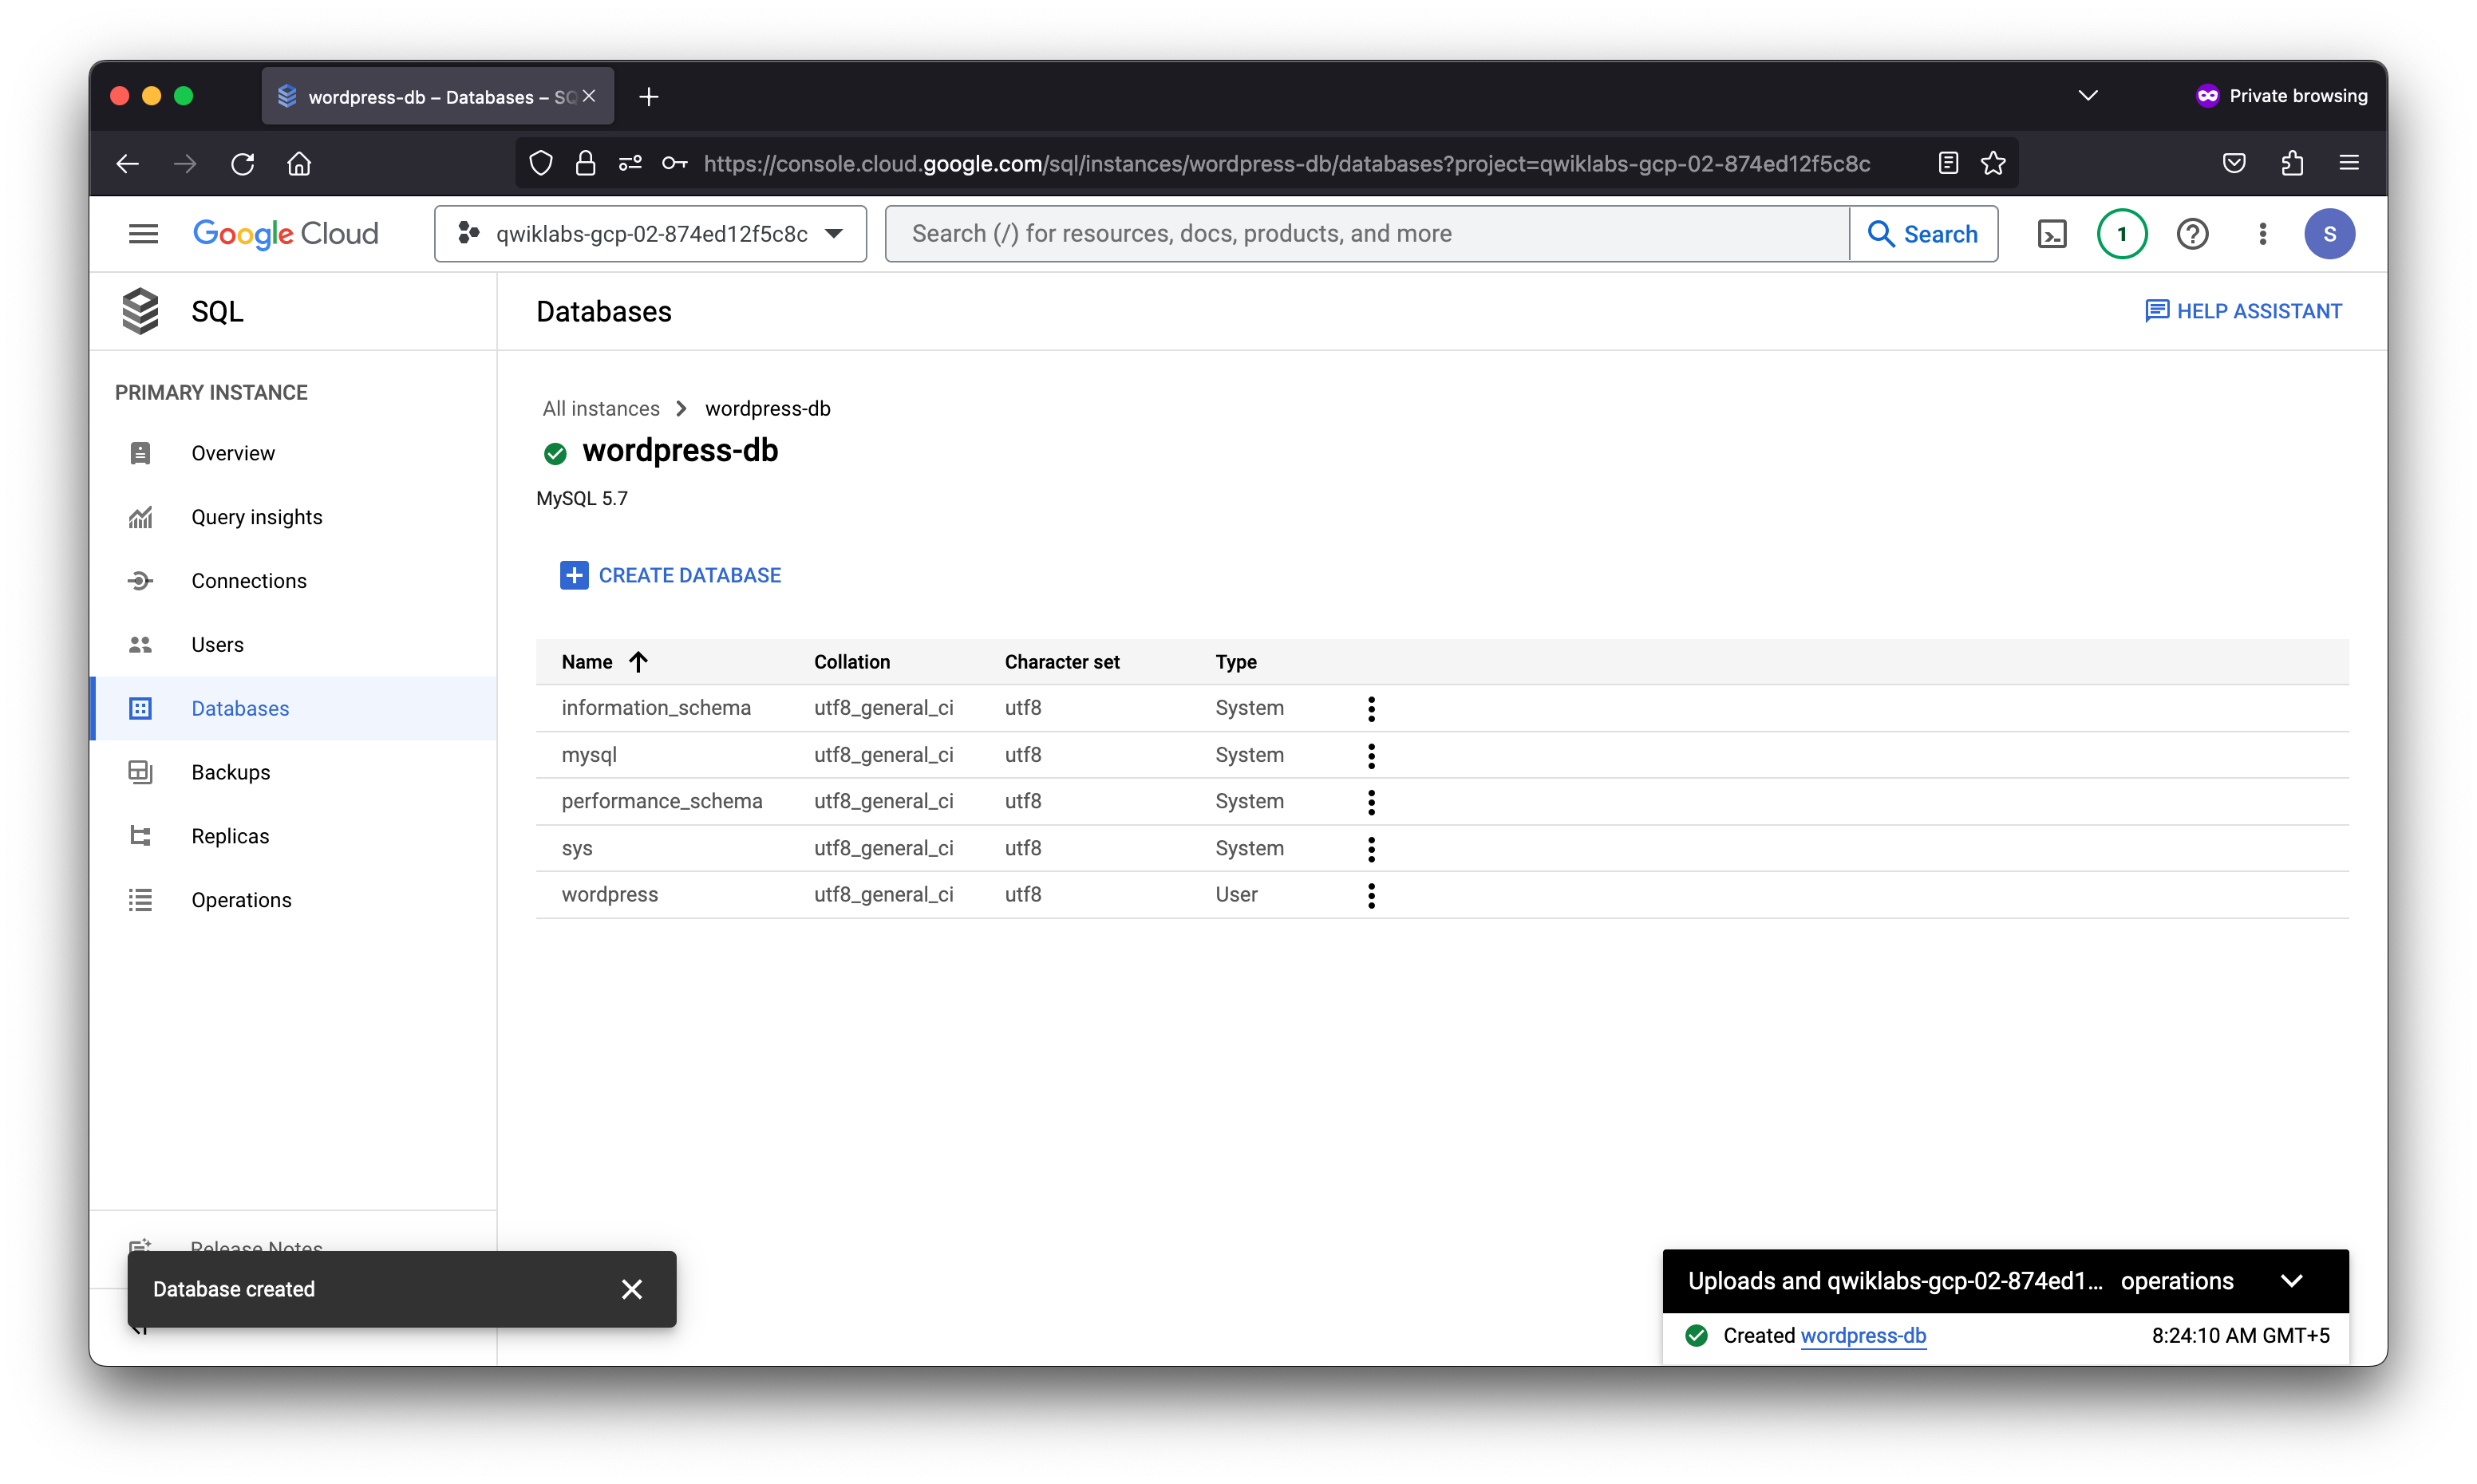 wordpress-db – Databases – SQ
Private browsing
https://console.cloud.google.com/sql/instances/wordpress-db/databases?project=qwiklabs-gcp-02-874ed12f5c8c
Google Cloud
qwiklabs-gcp-02-874ed12f5c8c
Search (/) for resources, docs, products, and more
Search
1
S
SQL
Databases
HELP ASSISTANT
PRIMARY INSTANCE
Overview
Query insights
Connections
Users
Databases
Backups
Replicas
Operations
Release Notes
All instances
wordpress-db
wordpress-db
MySQL 5.7
CREATE DATABASE
Name Collation Character set Type
information_schema utf8_general_ci utf8 System
mysql utf8_general_ci utf8 System
performance_schema utf8_general_ci utf8 System
sys utf8_general_ci utf8 System
wordpress utf8_general_ci utf8 User
Database created
Uploads and qwiklabs-gcp-02-874ed1... operations
Created wordpress-db 8:24:10 AM GMT+5